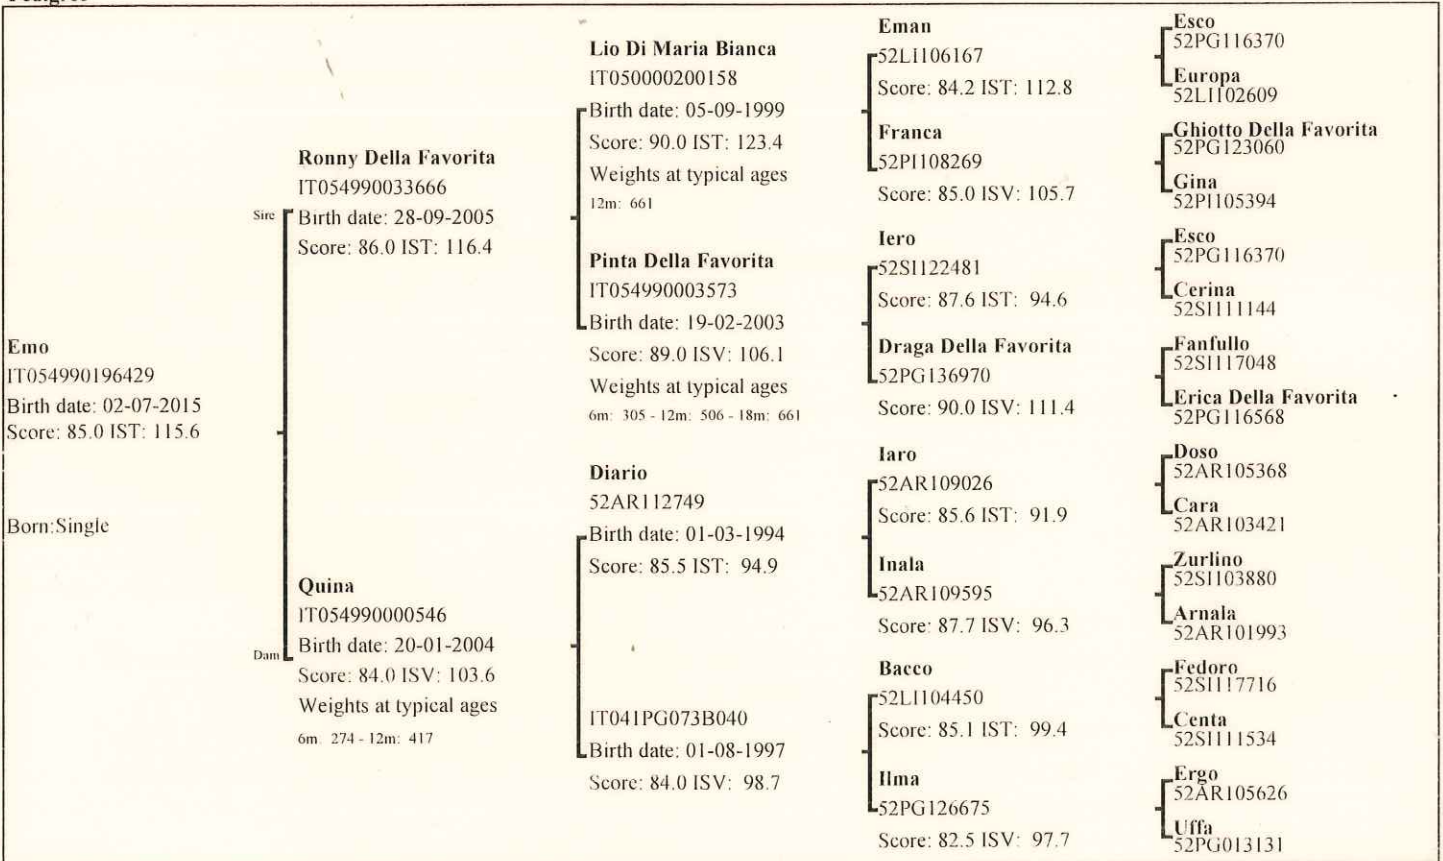 Emo
IT054990196429
Birth date: 02-07-2015
Score: 85.0 IST: 115.6
Born:Single
Sire
Ronny Della Favorita
IT054990033666
Birth date: 28-09-2005
Score: 86.0 IST: 116.4
Dam
Quina
IT054990000546
Birth date: 20-01-2004
Score: 84.0 ISV: 103.6
Weights at typical ages
6m: 274 - 12m: 417
Lio Di Maria Bianca
IT050000200158
Birth date: 05-09-1999
Score: 90.0 IST: 123.4
Weights at typical ages
12m: 661
Pinta Della Favorita
IT054990003573
Birth date: 19-02-2003
Score: 89.0 ISV: 106.1
Weights at typical ages
6m: 305 - 12m: 506 - 18m: 661
Diario
52AR112749
Birth date: 01-03-1994
Score: 85.5 IST: 94.9
IT041PG073B040
Birth date: 01-08-1997
Score: 84.0 ISV: 98.7
Eman
52LI106167
Score: 84.2 IST: 112.8
Franca
52PI108269
Score: 85.0 ISV: 105.7
Iero
52SI122481
Score: 87.6 IST: 94.6
Draga Della Favorita
52PG136970
Score: 90.0 ISV: 111.4
Iaro
52AR109026
Score: 85.6 IST: 91.9
Inala
52AR109595
Score: 87.7 ISV: 96.3
Bacco
52LI104450
Score: 85.1 IST: 99.4
Ilma
52PG126675
Score: 82.5 ISV: 97.7
Esco
52PG116370
Europa
52LI102609
Ghiotto Della Favorita
52PG123060
Gina
52PI105394
Esco
52PG116370
Cerina
52SI111144
Fanfullo
52SI117048
Erica Della Favorita
52PG116568
Doso
52AR105368
Cara
52AR103421
Zurlino
52SI103880
Arnala
52AR101993
Fedoro
52SI117716
Centa
52SI111534
Ergo
52AR105626
Uffa
52PG013131